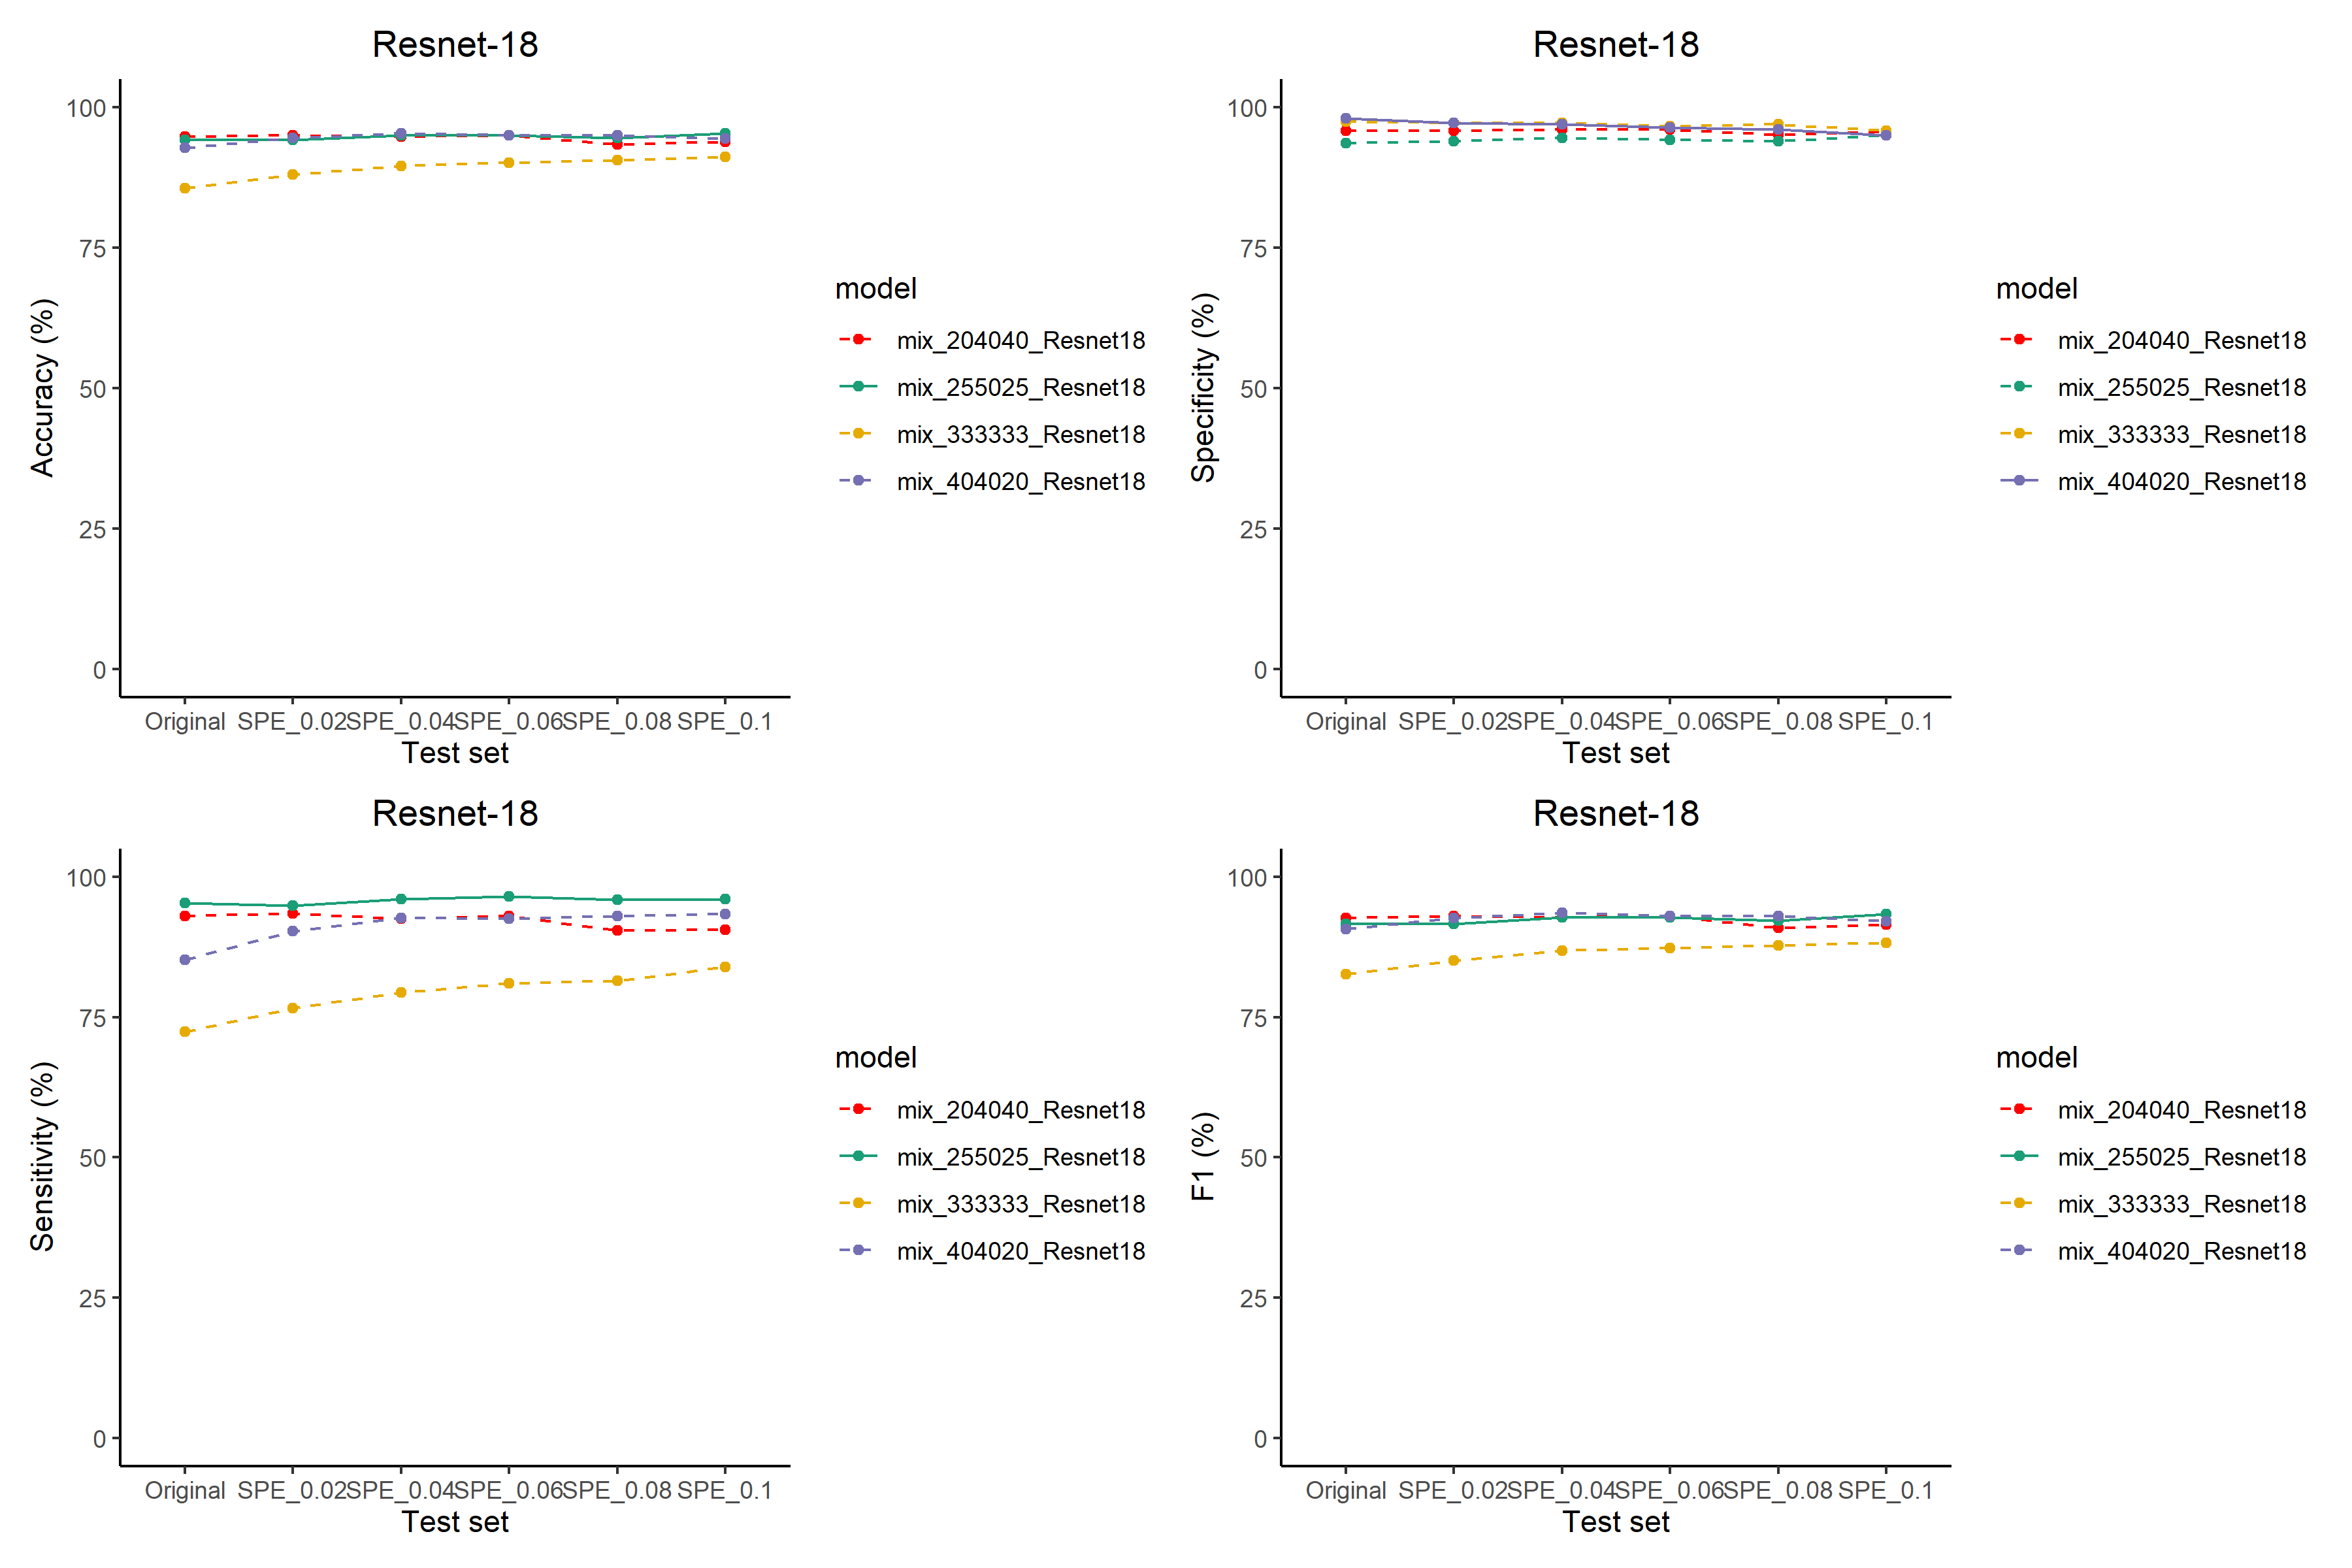 Resnet-18
Accuracy (%)
100
75
50
25
0
Original SPE_0.02 SPE_0.04 SPE_0.06 SPE_0.08 SPE_0.1
Test set
model
mix_204040_Resnet18
mix_255025_Resnet18
mix_333333_Resnet18
mix_404020_Resnet18
Resnet-18
Specificity (%)
100
75
50
25
0
Original SPE_0.02 SPE_0.04 SPE_0.06 SPE_0.08 SPE_0.1
Test set
model
mix_204040_Resnet18
mix_255025_Resnet18
mix_333333_Resnet18
mix_404020_Resnet18
Resnet-18
Sensitivity (%)
100
75
50
25
0
Original SPE_0.02 SPE_0.04 SPE_0.06 SPE_0.08 SPE_0.1
Test set
model
mix_204040_Resnet18
mix_255025_Resnet18
mix_333333_Resnet18
mix_404020_Resnet18
Resnet-18
F1 (%)
100
75
50
25
0
Original SPE_0.02 SPE_0.04 SPE_0.06 SPE_0.08 SPE_0.1
Test set
model
mix_204040_Resnet18
mix_255025_Resnet18
mix_333333_Resnet18
mix_404020_Resnet18